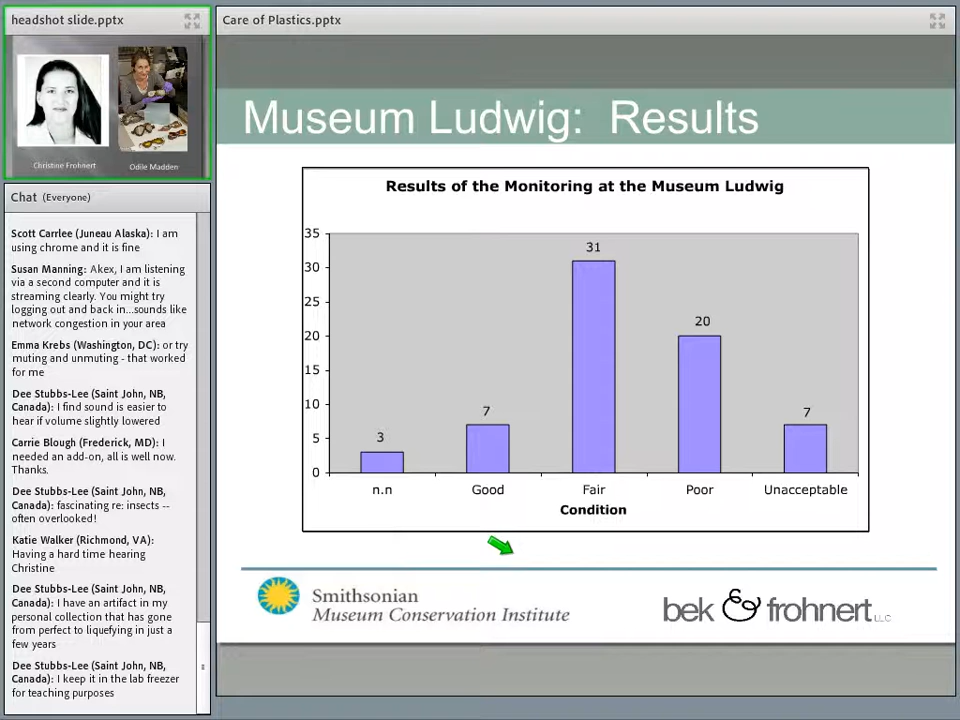 headshot slide.pptx
Christine Frohnert
Odile Madden
Chat (Everyone)
Scott Carrlee (Juneau Alaska): I am
using chrome and it is fine
Susan Manning: Akex, I am listening
via a second computer and it is
streaming clearly. You might try
logging out and back in...sounds like
network congestion in your area
Emma Krebs (Washington, DC): or try
muting and unmuting - that worked
for me
Dee Stubbs-Lee (Saint John, NB,
Canada): I find sound is easier to
hear if volume slightly lowered
Carrie Blough (Frederick, MD): I
needed an add-on, all is well now.
Thanks.
Dee Stubbs-Lee (Saint John, NB,
Canada): fascinating re: insects --
often overlooked!
Katie Walker (Richmond, VA):
Having a hard time hearing
Christine
Dee Stubbs-Lee (Saint John, NB,
Canada): I have an artifact in my
personal collection that has gone
from perfect to liquefying in just a
few years
Dee Stubbs-Lee (Saint John, NB,
Canada): I keep it in the lab freezer
for teaching purposes
Care of Plastics.pptx
Museum Ludwig: Results
Results of the Monitoring at the Museum Ludwig
35
30
25
20
15
10
5
0
3
7
31
20
7
n.n
Good
Fair
Poor
Unacceptable
Condition
Smithsonian
Museum Conservation Institute
bek & frohnert LLC